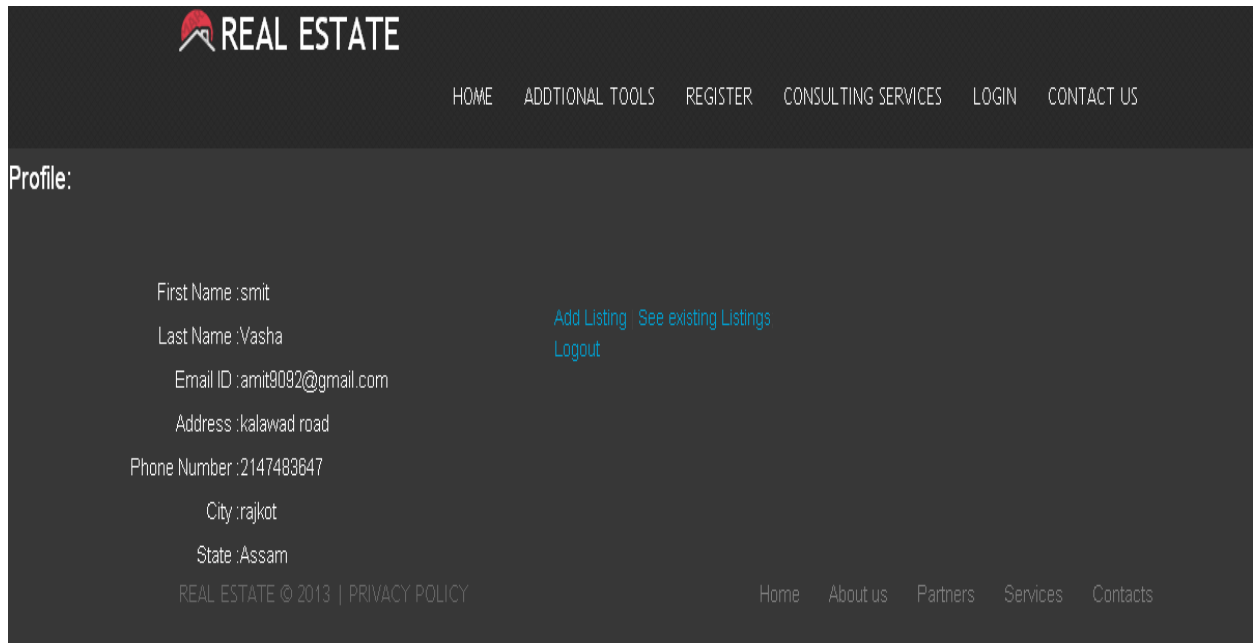 REAL ESTATE
HOME ADDTIONAL TOOLS REGISTER CONSULTING SERVICES LOGIN CONTACT US
Profile:
First Name :smit
Last Name :Vasha
Email ID :amit9092@gmail.com
Address :kalawad road
Phone Number :2147483647
City :rajkot
State :Assam
Add Listing | See existing Listings
Logout
REAL ESTATE © 2013 | PRIVACY POLICY
Home About us Partners Services Contacts